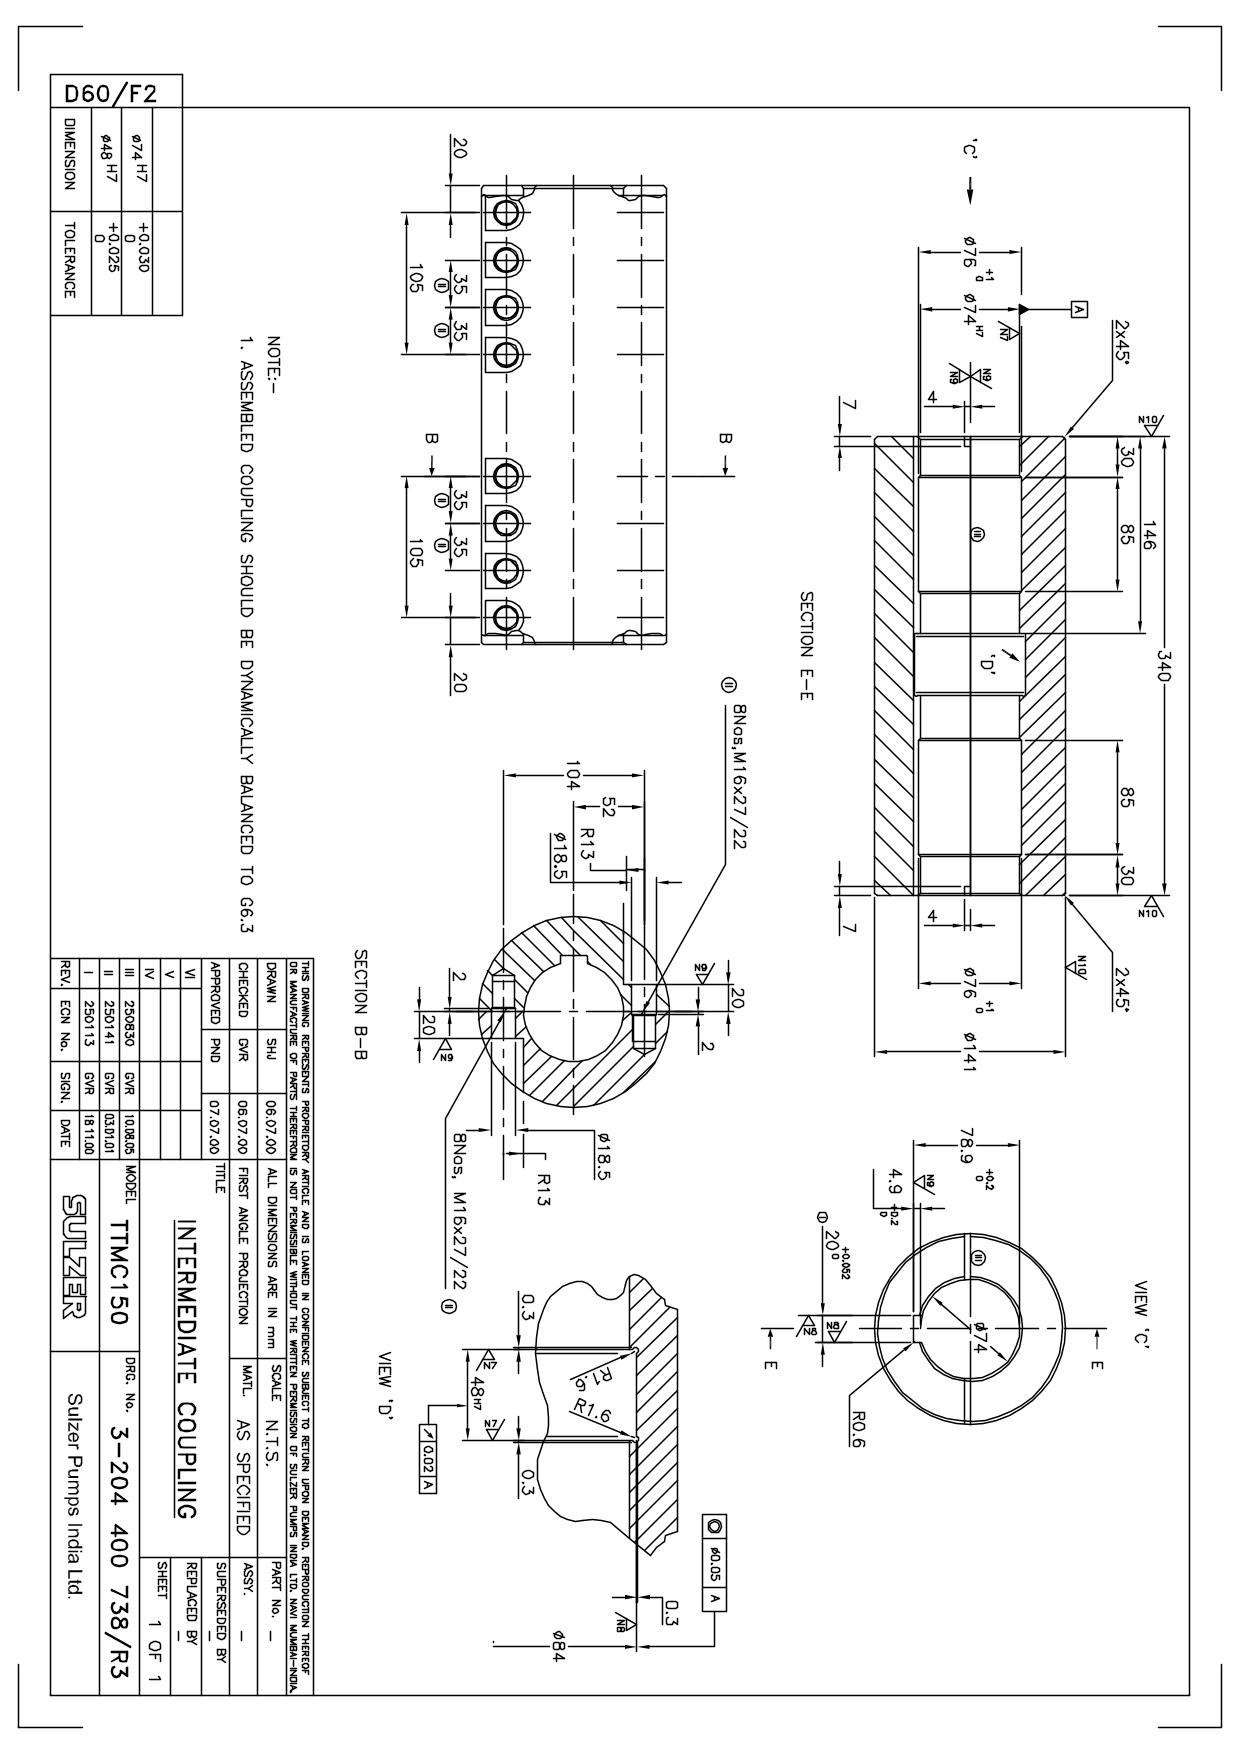 D60/F2
DIMENSION
TOLERANCE
ø48 H7
+0.025
0
ø74 H7
+0.030
0
'C'
ø76 +1
0
ø74 H7
A
N7
2x45°
N10
N9
N9
4
7
30
85
146
340
85
30
III
'D'
SECTION E-E
N10
4
7
2x45°
N10
ø76 +1
0
ø141
VIEW 'C'
78.9 +0.2
0
4.9 +0.2
0
N9
20 +0.052
0
I
N8
N8
ø74
III
R0.6
E
E
20
105
35
II
35
II
B
B
35
II
35
II
105
20
II
8Nos,M16x27/22
104
52
R13
ø18.5
N9
20
2
2
20
N9
ø18.5
R13
8Nos, M16x27/22
II
SECTION B-B
VIEW 'D'
0.3
R1.6
R1.6
N7
48 H7
N7
0.02 A
0.3
ø0.05 A
0.3
N8
ø84
NOTE:-
1. ASSEMBLED COUPLING SHOULD BE DYNAMICALLY BALANCED TO G6.3
THIS DRAWING REPRESENTS PROPRIETORY ARTICLE AND IS LOANED IN CONFIDENCE SUBJECT TO RETURN UPON DEMAND. REPRODUCTION THEREOF
OR MANUFACTURE OF PARTS THEREFROM IS NOT PERMISSIBLE WITHOUT THE WRITTEN PERMISSION OF SULZER PUMPS INDIA LTD. NAVI MUMBAI-INDIA.
DRAWN SHJ 06.07.00
CHECKED GVR 06.07.00
APPROVED PND 07.07.00
ALL DIMENSIONS ARE IN mm
FIRST ANGLE PROJECTION
SCALE N.T.S.
MATL. AS SPECIFIED
PART No. -
ASSY. -
SUPERSEDED BY
-
REPLACED BY
-
SHEET 1 OF 1
TITLE
INTERMEDIATE COUPLING
VI
V
IV
III 250830 GVR 10.08.05
II 250141 GVR 03.01.01
I 250113 GVR 18.11.00
REV. ECN No. SIGN. DATE
MODEL TTMC150
DRG. No. 3-204 400 738/R3
SULZER
Sulzer Pumps India Ltd.